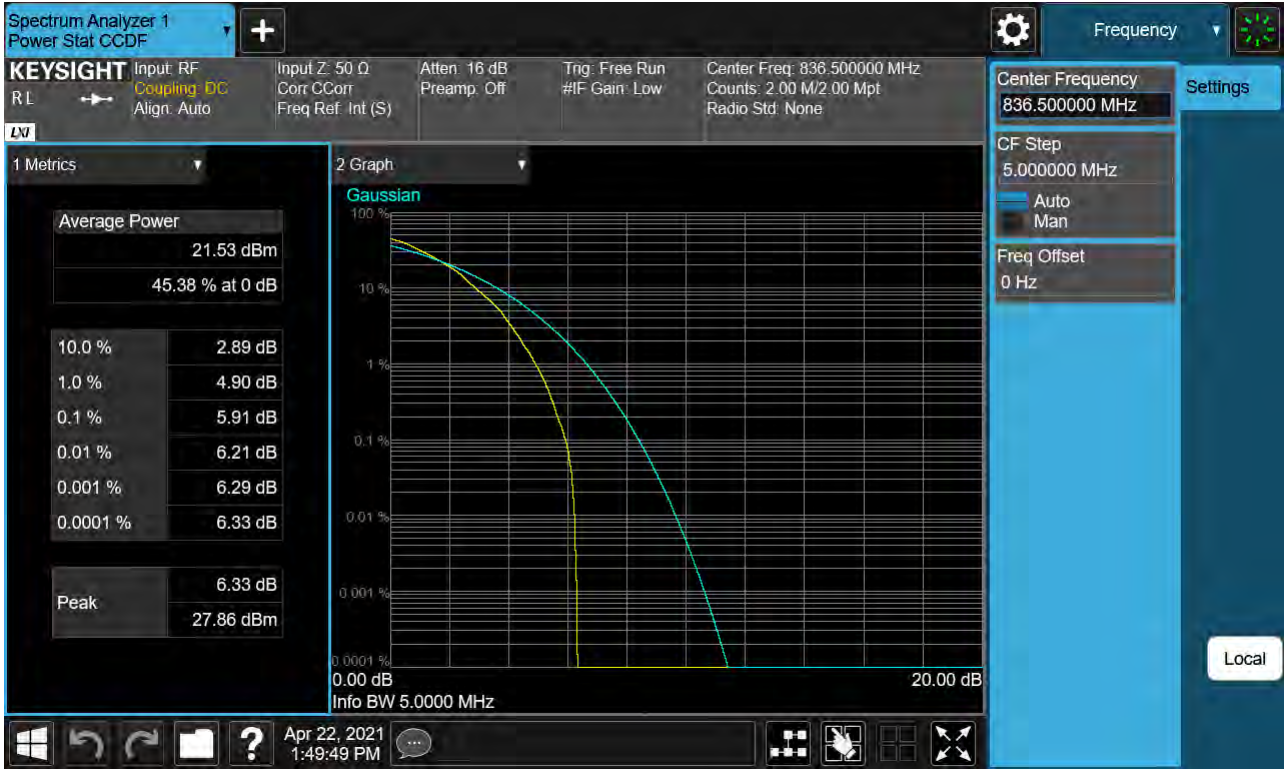 Spectrum Analyzer 1
Power Stat CCDF
+
Frequency
KEYSIGHT
R L
LXI
Input: RF
Coupling: DC
Align: Auto
Input Z: 50 Ω
Corr CCorr
Freq Ref: Int (S)
Atten: 16 dB
Preamp: Off
Trig: Free Run
#IF Gain: Low
Center Freq: 836.500000 MHz
Counts: 2.00 M/2.00 Mpt
Radio Std: None
Center Frequency
836.500000 MHz
Settings
CF Step
5.000000 MHz
Auto
Man
Freq Offset
0 Hz
Local
1 Metrics
Average Power
21.53 dBm
45.38 % at 0 dB
10.0 % 2.89 dB
1.0 % 4.90 dB
0.1 % 5.91 dB
0.01 % 6.21 dB
0.001 % 6.29 dB
0.0001 % 6.33 dB
Peak
6.33 dB
27.86 dBm
2 Graph
Gaussian
100 %
10 %
1 %
0.1 %
0.01 %
0.001 %
0.0001 %
0.00 dB 20.00 dB
Info BW 5.0000 MHz
?
Apr 22, 2021
1:49:49 PM